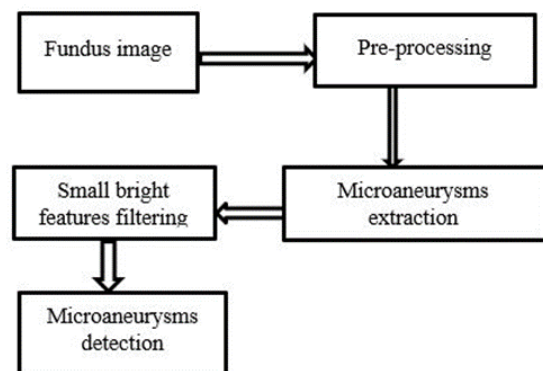 Fundus image
Pre-processing
Microaneurysms
extraction
Small bright
features filtering
Microaneurysms
detection